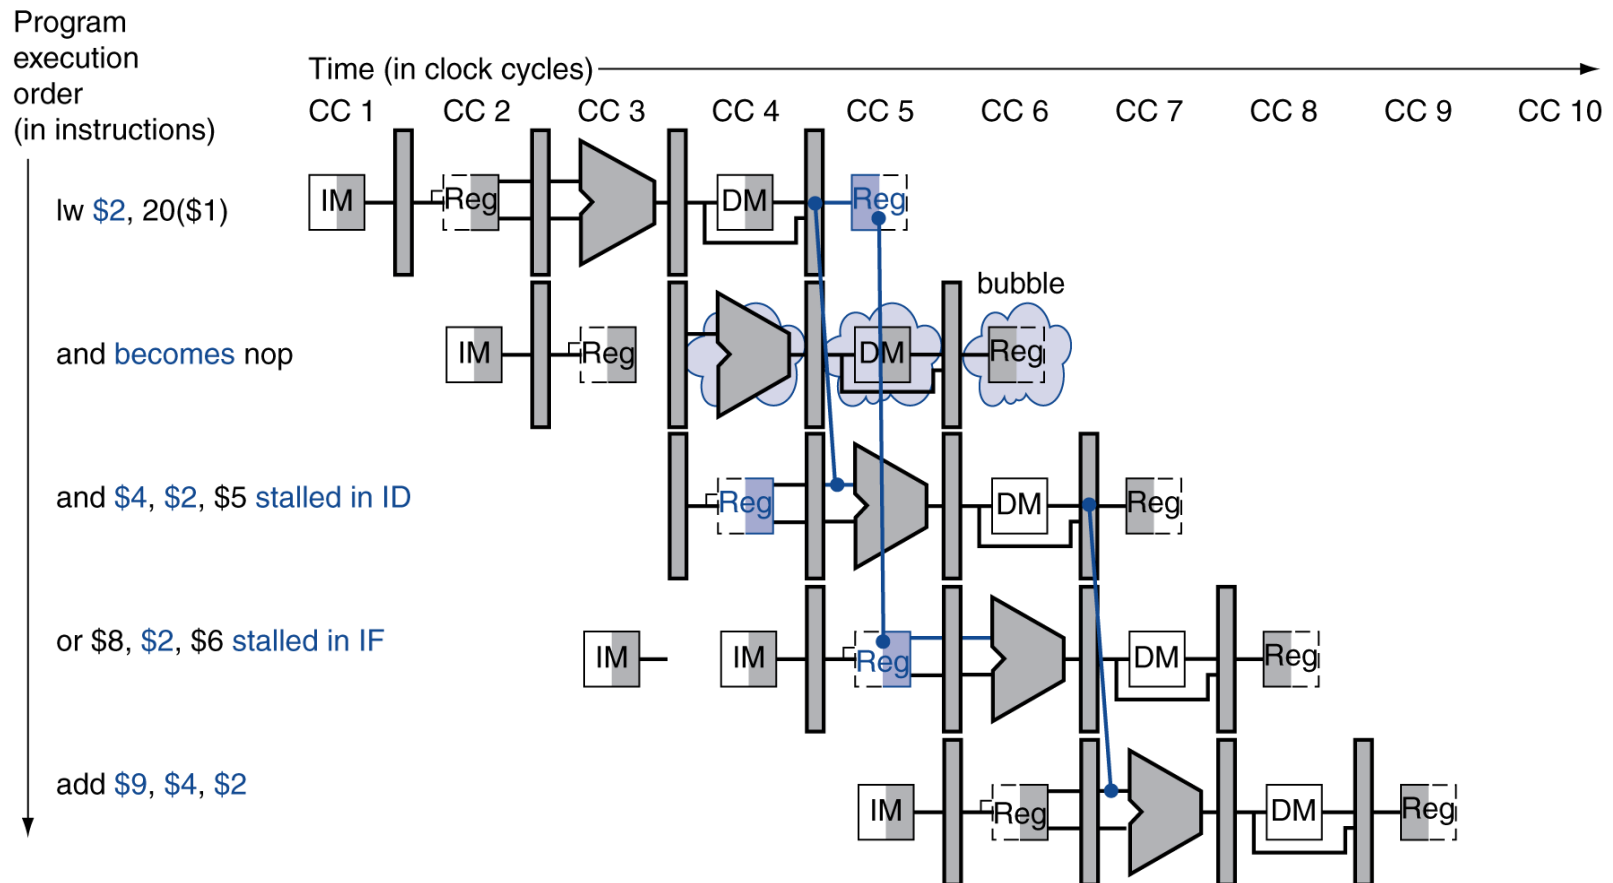 Program
execution
order
(in instructions)
Time (in clock cycles)
CC 1 CC 2 CC 3 CC 4 CC 5 CC 6 CC 7 CC 8 CC 9 CC 10
lw $2, 20($1)
IM Reg DM Reg
bubble
and becomes nop
IM Reg DM Reg
and $4, $2, $5 stalled in ID
Reg DM Reg
or $8, $2, $6 stalled in IF
IM IM Reg DM Reg
add $9, $4, $2
IM Reg DM Reg